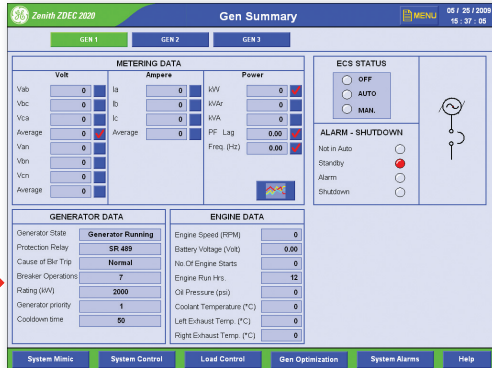 Zenith ZDEC 2020
Gen Summary
MENU
05 / 25 / 2009
15 : 37 : 05
GEN 1 GEN 2 GEN 3
METERING DATA
Volt Ampere Power
Vab 0 Ia 0 kW 0
Vbc 0 Ib 0 kVAr 0
Vca 0 Ic 0 kVA 0
Average 0 Average 0 PF Lag 0.00
Van 0 Freq. (Hz) 0.00
Vbn 0
Vcn 0
Average 0
ECS STATUS
OFF
AUTO
MAN.
ALARM - SHUTDOWN
Not in Auto
Standby
Alarm
Shutdown
GENERATOR DATA
Generator State Generator Running
Protection Relay SR 489
Cause of Bkr Trip Normal
Breaker Operations 7
Rating (kW) 2000
Generator priority 1
Cooldown time 50
ENGINE DATA
Engine Speed (RPM) 0
Battery Voltage (Volt) 0.00
No.Of Engine Starts 0
Engine Run Hrs. 12
Oil Pressure (psi) 0
Coolant Temperature (°C) 0
Left Exhaust Temp. (°C) 0
Right Exhaust Temp. (°C) 0
System Mimic System Control Load Control Gen Optimization System Alarms Help